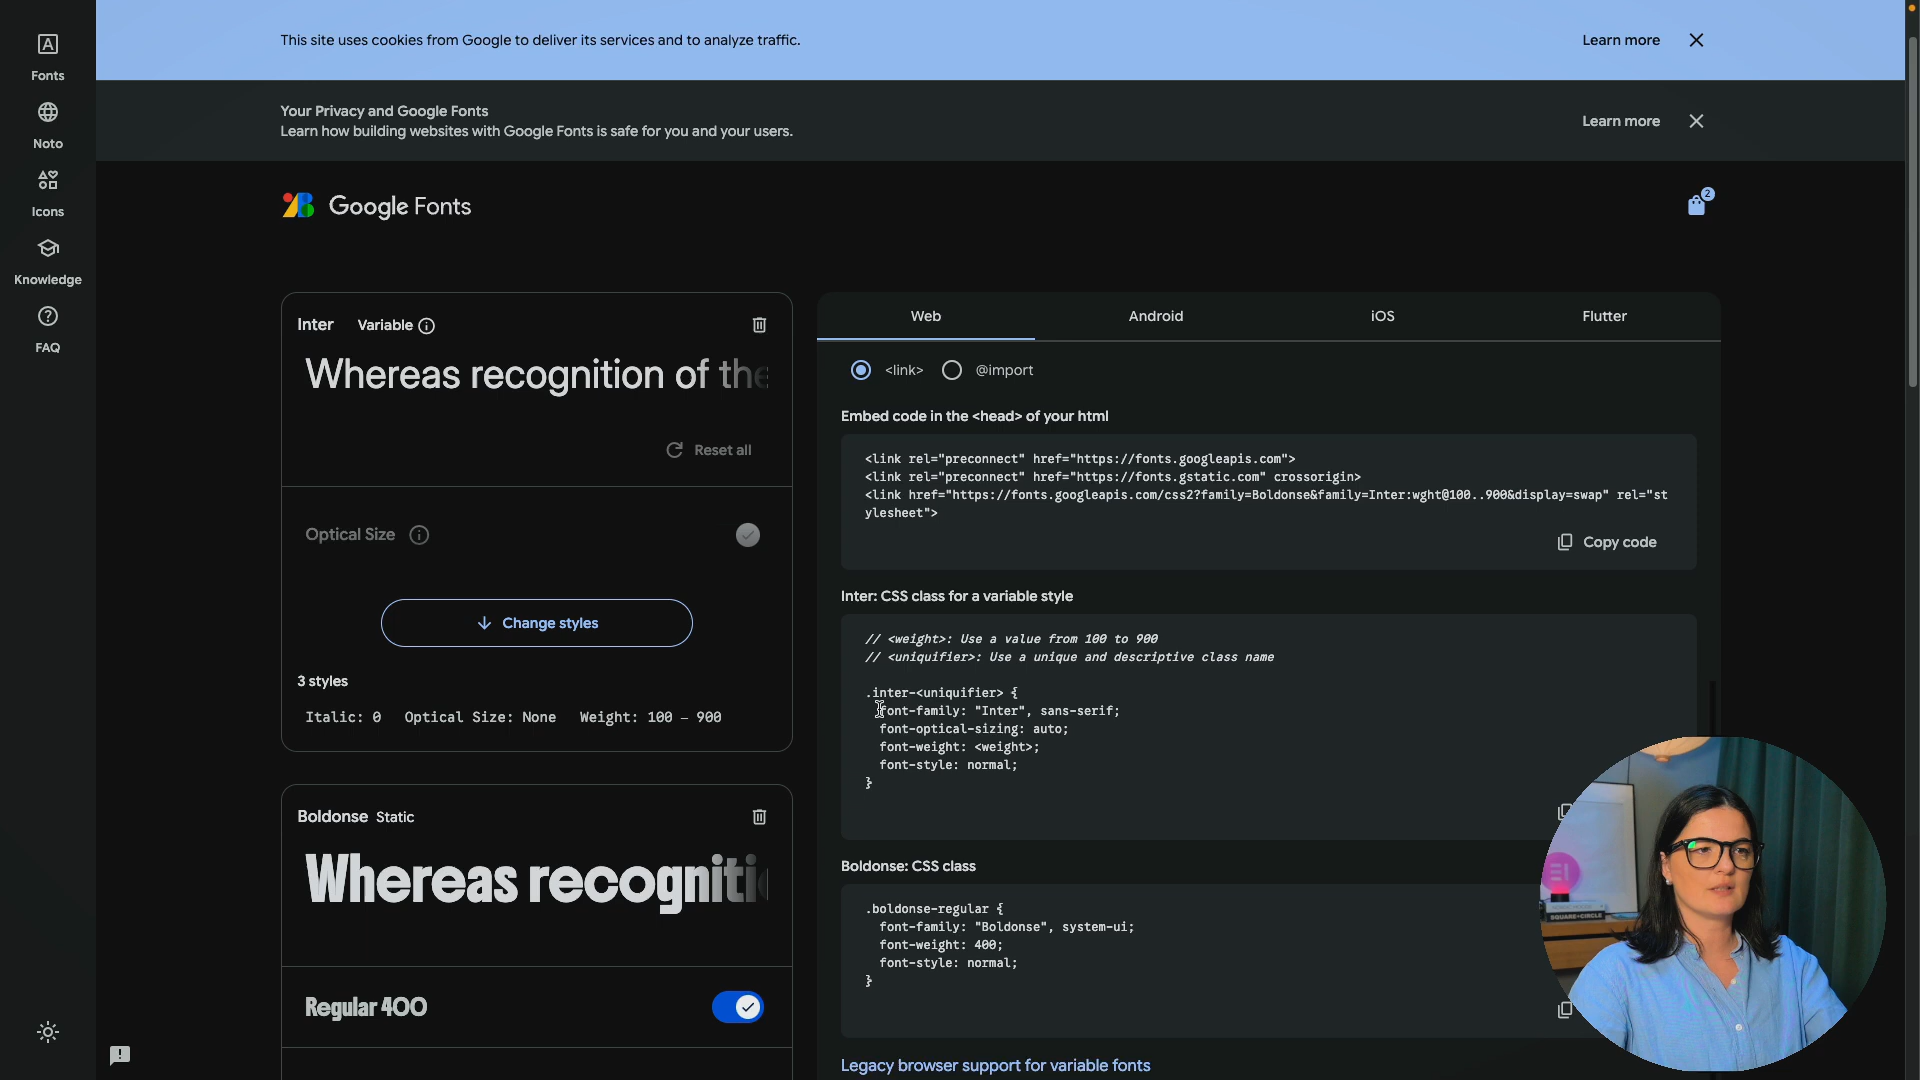 This site uses cookies from Google to deliver its services and to analyze traffic.
Learn more
Fonts
Noto
Icons
Knowledge
FAQ
Your Privacy and Google Fonts
Learn how building websites with Google Fonts is safe for you and your users.
Learn more
Google Fonts
2
Inter Variable
Whereas recognition of the
Reset all
Optical Size
Change styles
3 styles
Italic: 0 Optical Size: None Weight: 100 – 900
Boldonse Static
Whereas recogniti
Regular 400
Web Android iOS Flutter
<link> @import
Embed code in the <head> of your html
<link rel="preconnect" href="https://fonts.googleapis.com">
<link rel="preconnect" href="https://fonts.gstatic.com" crossorigin>
<link href="https://fonts.googleapis.com/css2?family=Boldonse&family=Inter:wght@100..900&display=swap" rel="st
ylesheet">
Copy code
Inter: CSS class for a variable style
// <weight>: Use a value from 100 to 900
// <uniquifier>: Use a unique and descriptive class name
.inter-<uniquifier> {
font-family: "Inter", sans-serif;
font-optical-sizing: auto;
font-weight: <weight>;
font-style: normal;
}
Boldonse: CSS class
.boldonse-regular {
font-family: "Boldonse", system-ui;
font-weight: 400;
font-style: normal;
}
Legacy browser support for variable fonts
SQUARE+CIRCLE